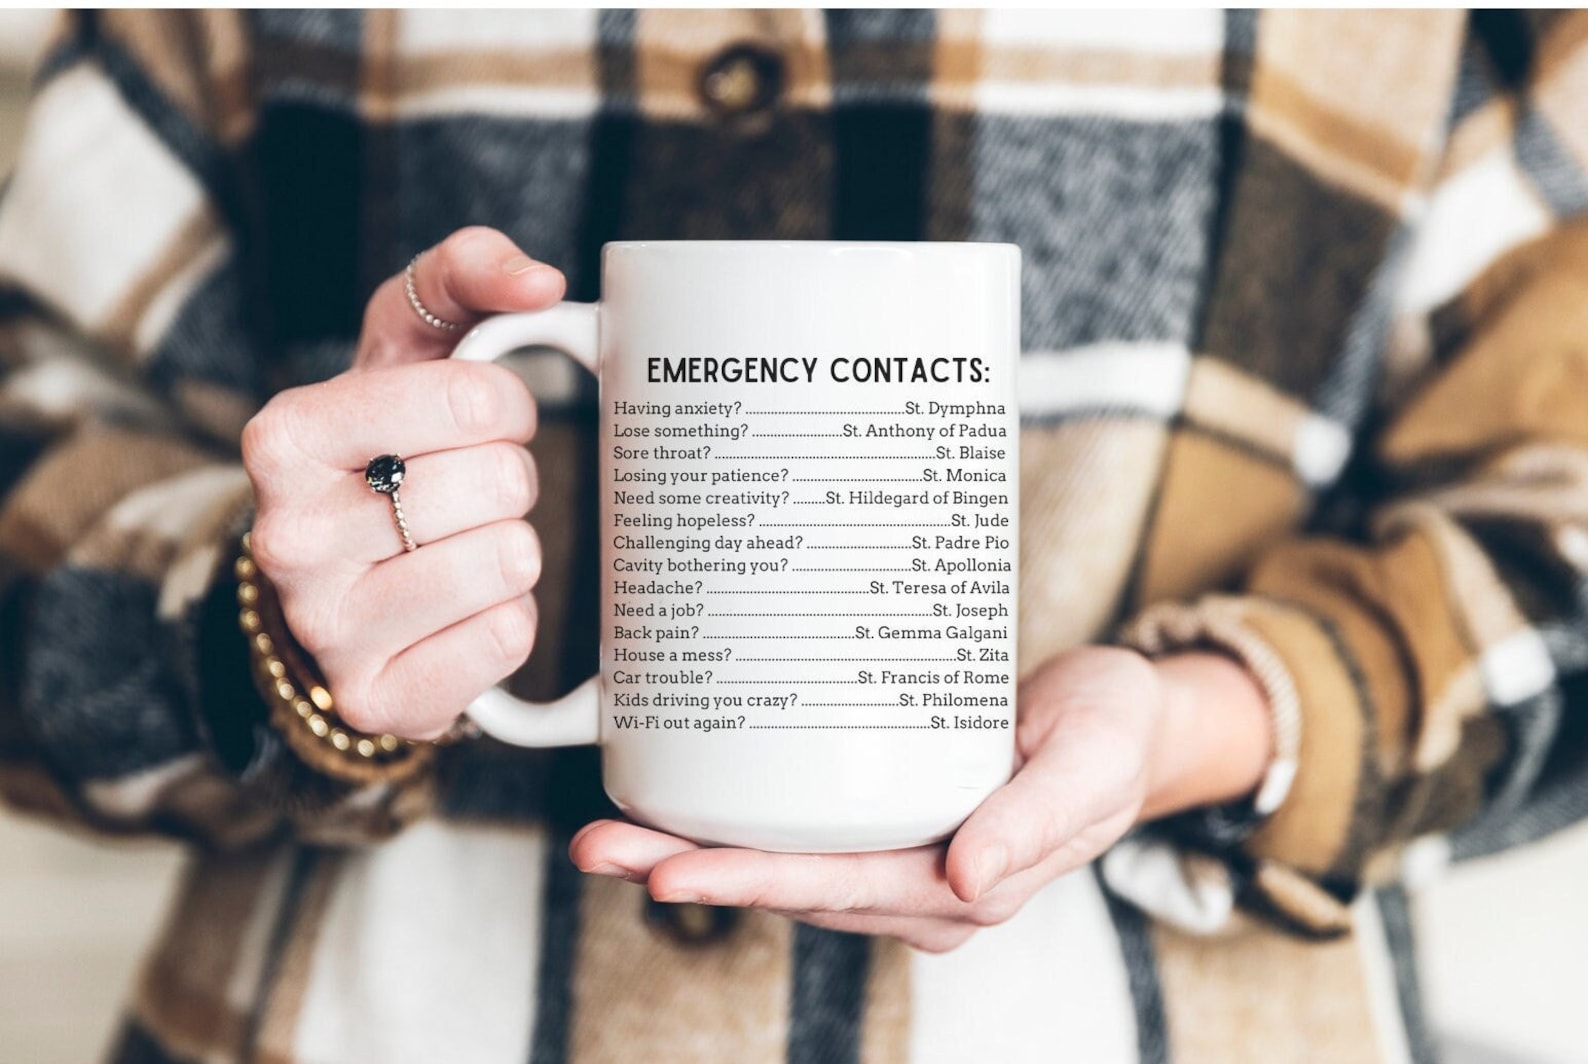 EMERGENCY CONTACTS:
Having anxiety? ..........................................St. Dymphna
Lose something? ........................St. Anthony of Padua
Sore throat? ..........................................................St. Blaise
Losing your patience? ..................................St. Monica
Need some creativity? ........St. Hildegard of Bingen
Feeling hopeless? ..................................................St. Jude
Challenging day ahead? ............................St. Padre Pio
Cavity bothering you? ...............................St. Apollonia
Headache? ...........................................St. Teresa of Avila
Need a job? ...........................................................St. Joseph
Back pain? ........................................St. Gemma Galgani
House a mess? ..........................................................St. Zita
Car trouble? .....................................St. Francis of Rome
Kids driving you crazy? ..........................St. Philomena
Wi-Fi out again? ................................................St. Isidore